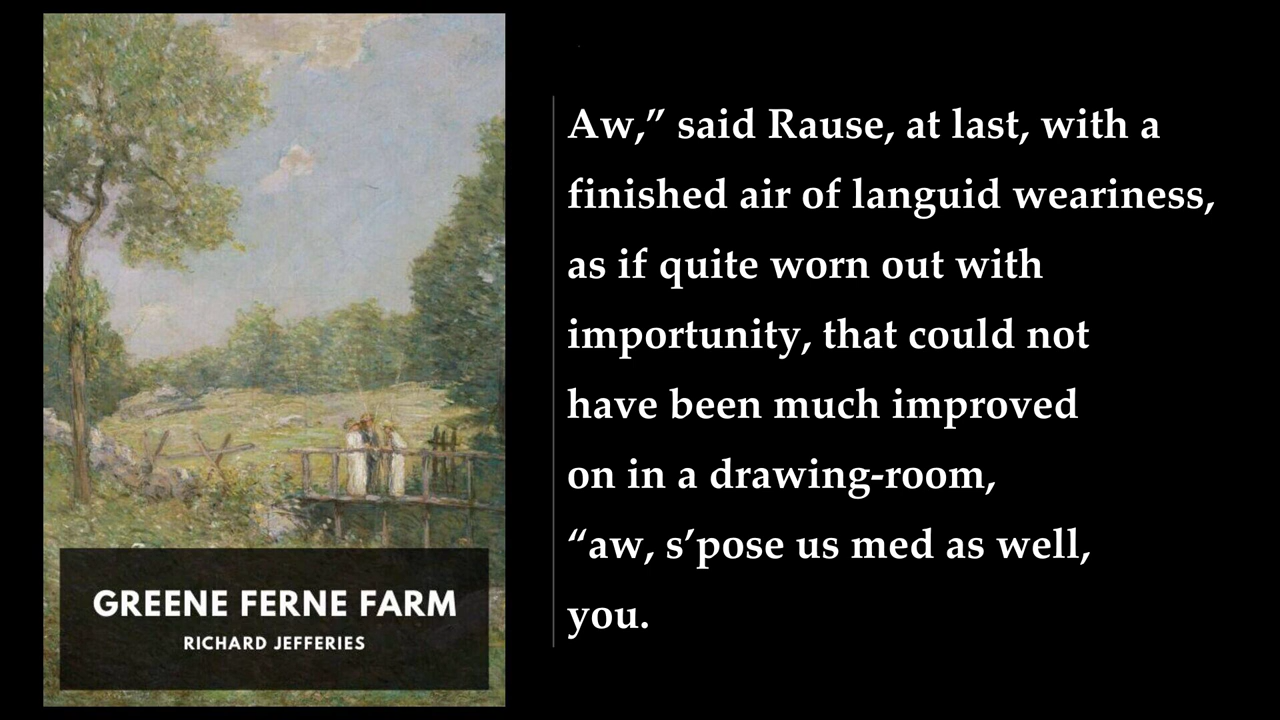 GREENE FERNE FARM
RICHARD JEFFERIES
Aw,” said Rause, at last, with a
finished air of languid weariness,
as if quite worn out with
importunity, that could not
have been much improved
on in a drawing-room,
“aw, s’pose us med as well,
you.